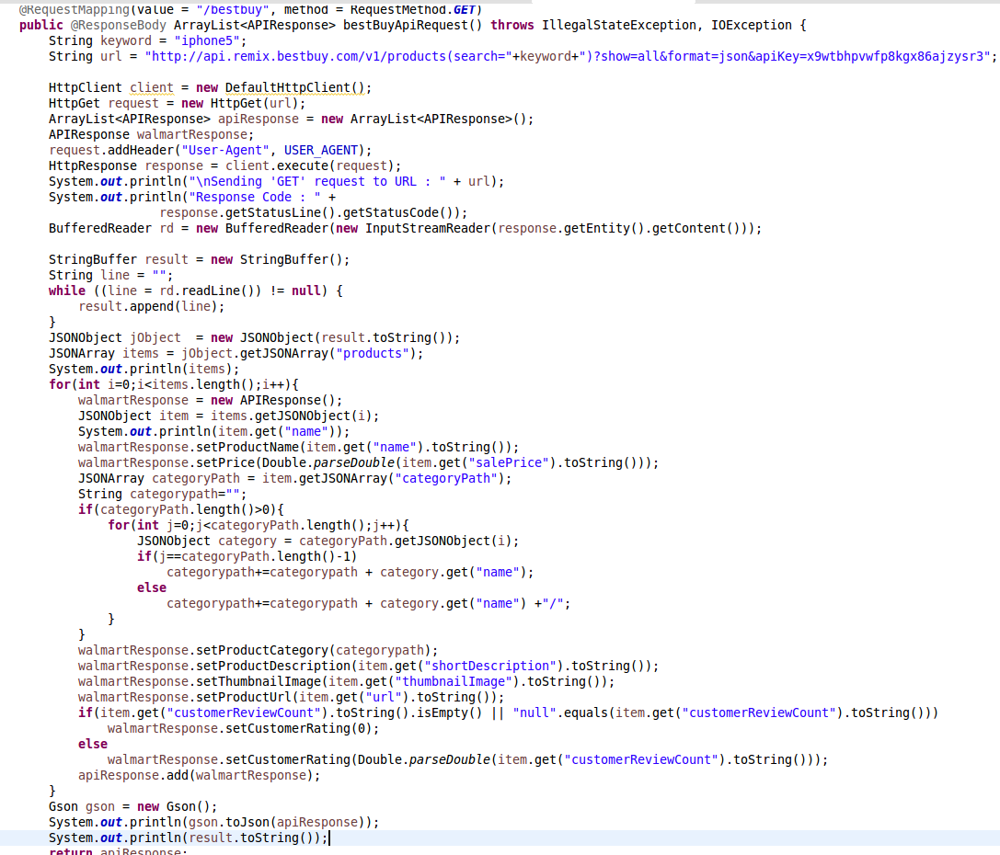 @RequestMapping(value = "/bestbuy", method = RequestMethod.GET)
public @ResponseBody ArrayList<APIResponse> bestBuyApiRequest() throws IllegalStateException, IOException {
String keyword = "iphone5";
String url = "http://api.remix.bestbuy.com/v1/products(search="+keyword+")?show=all&format=json&apiKey=x9wtbhpvwfp8kgx86ajzysr3";
HttpClient client = new DefaultHttpClient();
HttpGet request = new HttpGet(url);
ArrayList<APIResponse> apiResponse = new ArrayList<APIResponse>();
APIResponse walmartResponse;
request.addHeader("User-Agent", USER_AGENT);
HttpResponse response = client.execute(request);
System.out.println("\nSending 'GET' request to URL : " + url);
System.out.println("Response Code : " +
response.getStatusLine().getStatusCode());
BufferedReader rd = new BufferedReader(new InputStreamReader(response.getEntity().getContent()));
StringBuffer result = new StringBuffer();
String line = "";
while ((line = rd.readLine()) != null) {
result.append(line);
}
JSONObject jObject  = new JSONObject(result.toString());
JSONArray items = jObject.getJSONArray("products");
System.out.println(items);
for(int i=0;i<items.length();i++){
walmartResponse = new APIResponse();
JSONObject item = items.getJSONObject(i);
System.out.println(item.get("name"));
walmartResponse.setProductName(item.get("name").toString());
walmartResponse.setPrice(Double.parseDouble(item.get("salePrice").toString()));
JSONArray categoryPath = item.getJSONArray("categoryPath");
String categorypath="";
if(categoryPath.length()>0){
for(int j=0;j<categoryPath.length();j++){
JSONObject category = categoryPath.getJSONObject(i);
if(j==categoryPath.length()-1)
categorypath+=categorypath + category.get("name");
else
categorypath+=categorypath + category.get("name") +"/";
}
}
walmartResponse.setProductCategory(categorypath);
walmartResponse.setProductDescription(item.get("shortDescription").toString());
walmartResponse.setThumbnailImage(item.get("thumbnailImage").toString());
walmartResponse.setProductUrl(item.get("url").toString());
if(item.get("customerReviewCount").toString().isEmpty() || "null".equals(item.get("customerReviewCount").toString()))
walmartResponse.setCustomerRating(0);
else
walmartResponse.setCustomerRating(Double.parseDouble(item.get("customerReviewCount").toString()));
apiResponse.add(walmartResponse);
}
Gson gson = new Gson();
System.out.println(gson.toJson(apiResponse));
System.out.println(result.toString());
return apiResponse;